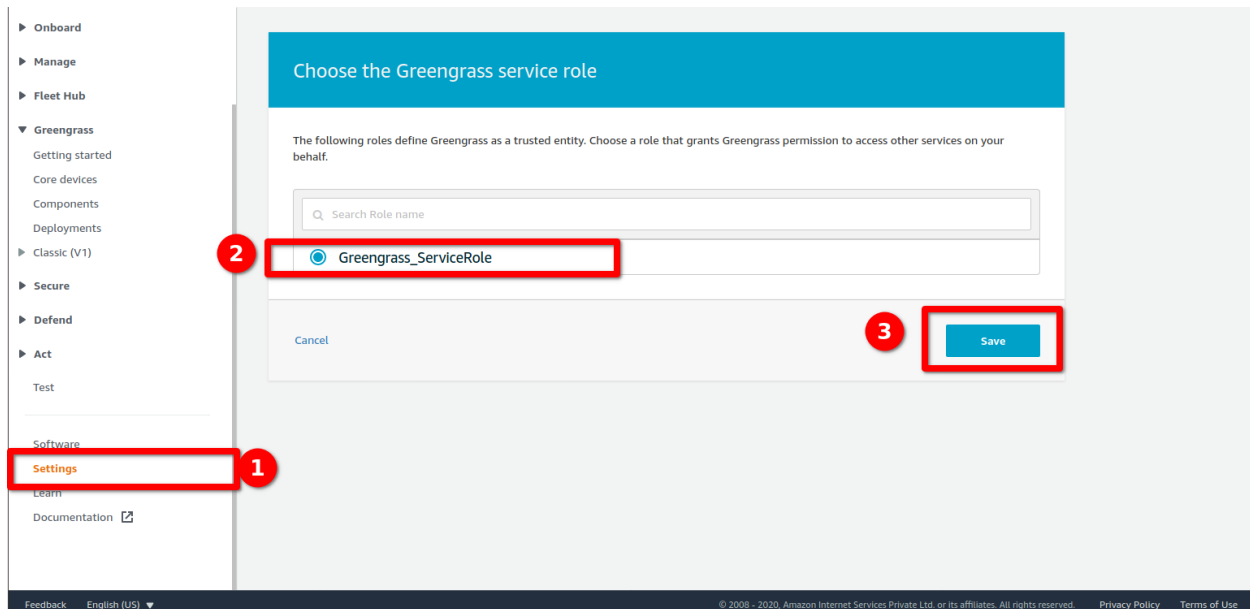 Onboard
Manage
Fleet Hub
Greengrass
Getting started
Core devices
Components
Deployments
Classic (V1)
Secure
Defend
Act
Test
Software
Settings
1
Learn
Documentation
Choose the Greengrass service role
The following roles define Greengrass as a trusted entity. Choose a role that grants Greengrass permission to access other services on your
behalf.
Search Role name
2
Greengrass_ServiceRole
Cancel
3
Save
Feedback English (US) © 2008 - 2020, Amazon Internet Services Private Ltd. or its affiliates. All rights reserved. Privacy Policy Terms of Use